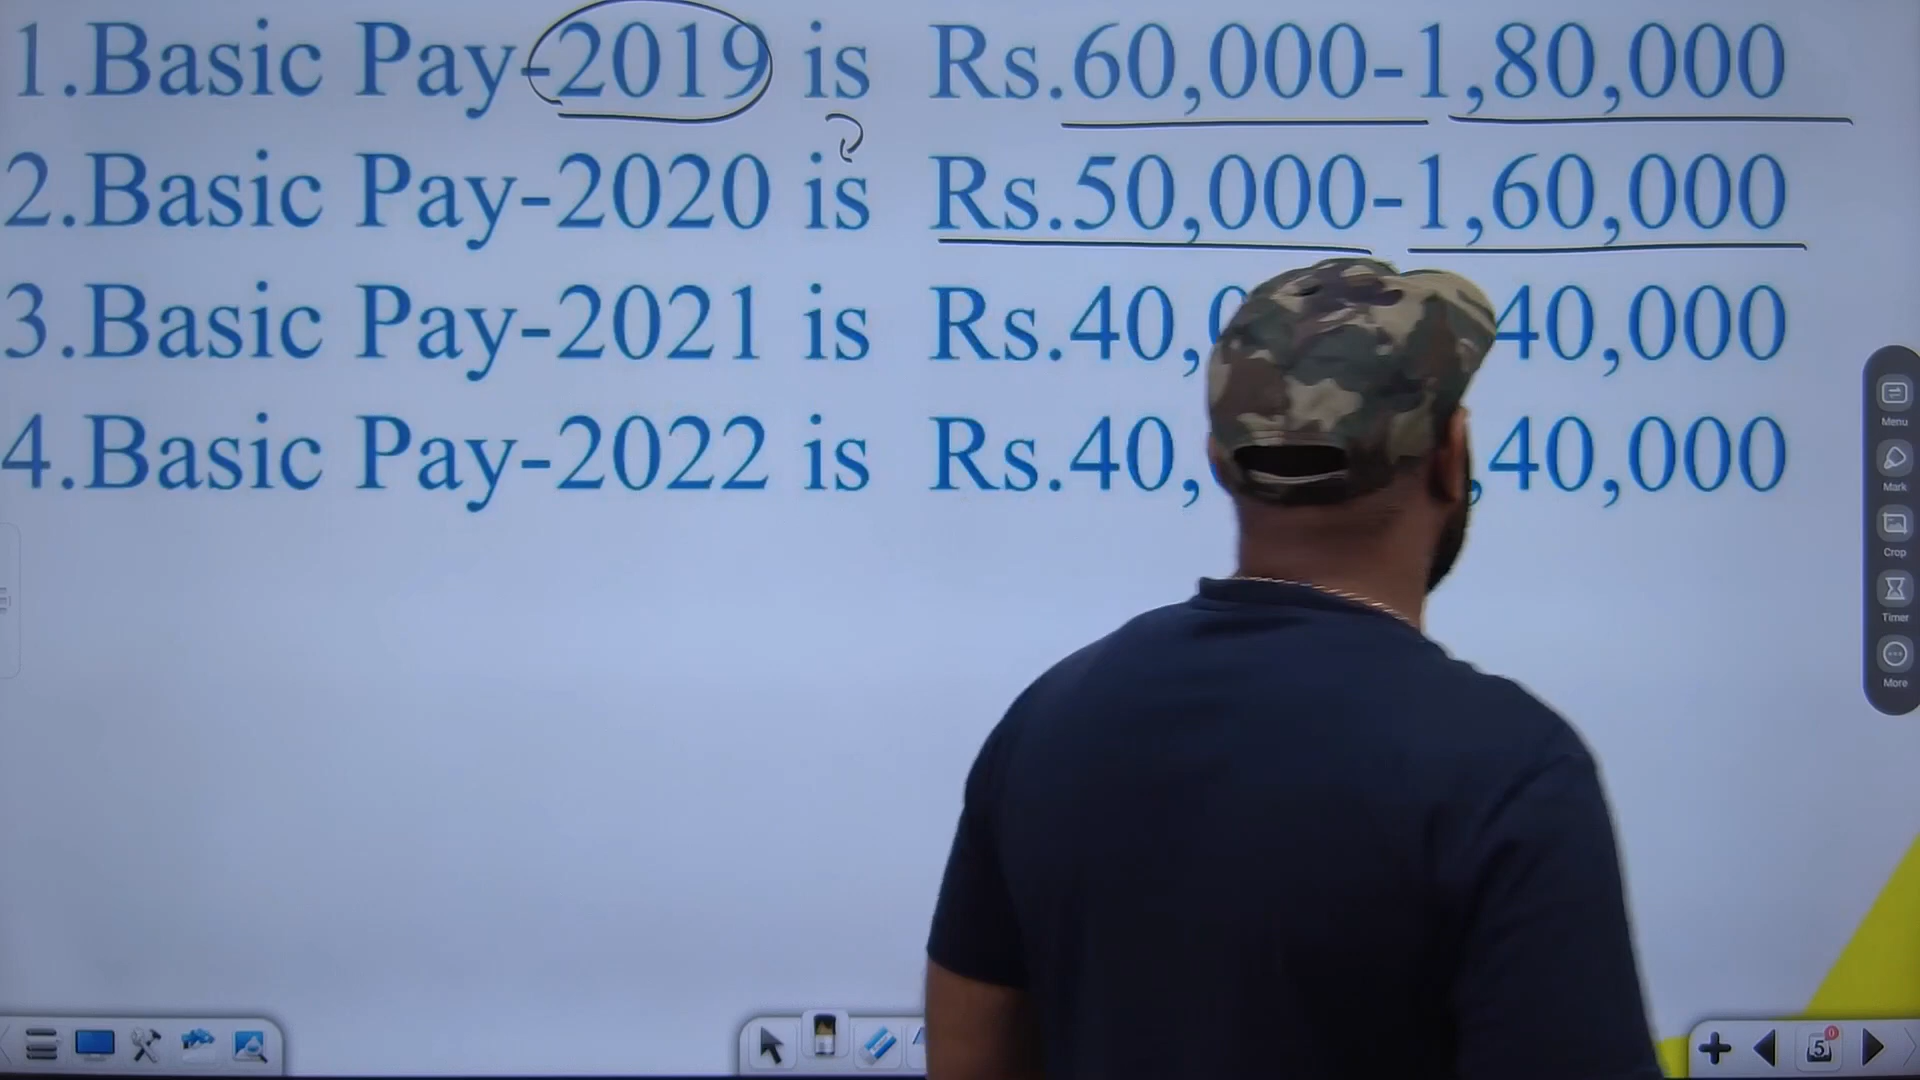 1.Basic Pay-2019 is Rs.60,000-1,80,000
2.Basic Pay-2020 is Rs.50,000-1,60,000
3.Basic Pay-2021 is Rs.40, 40,000
4.Basic Pay-2022 is Rs.40, ,40,000
Menu
Mark
Crop
Timer
More
5
0